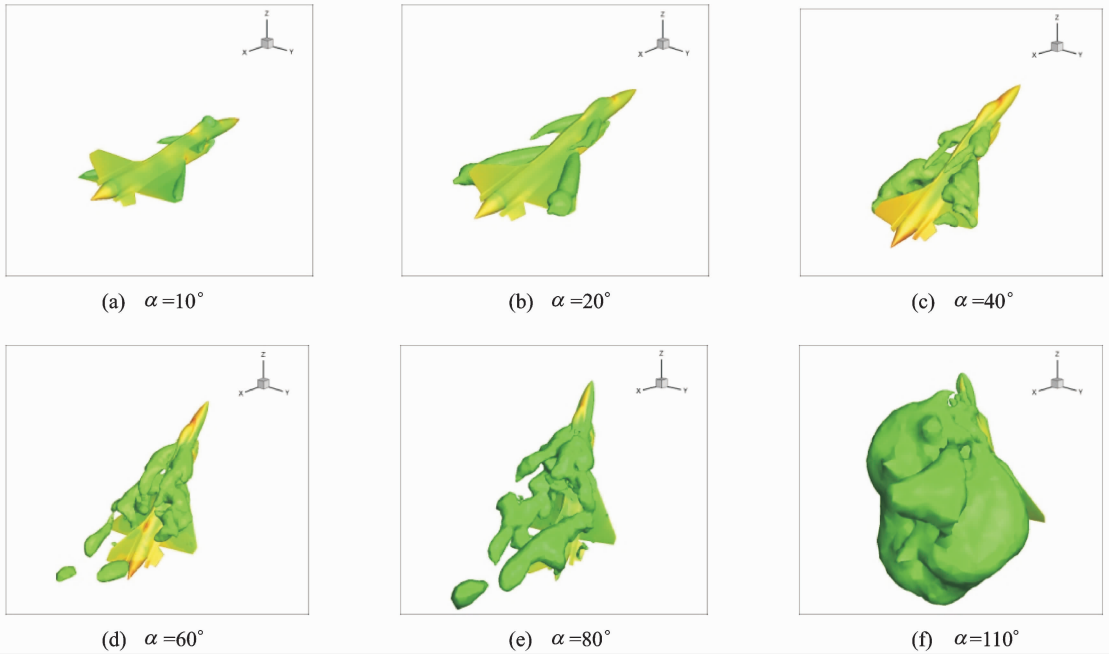 Z
X Y
Z
X Y
Z
X Y
(a) α=10°
(b) α=20°
(c) α=40°
Z
X Y
Z
X Y
Z
X Y
(d) α=60°
(e) α=80°
(f) α=110°